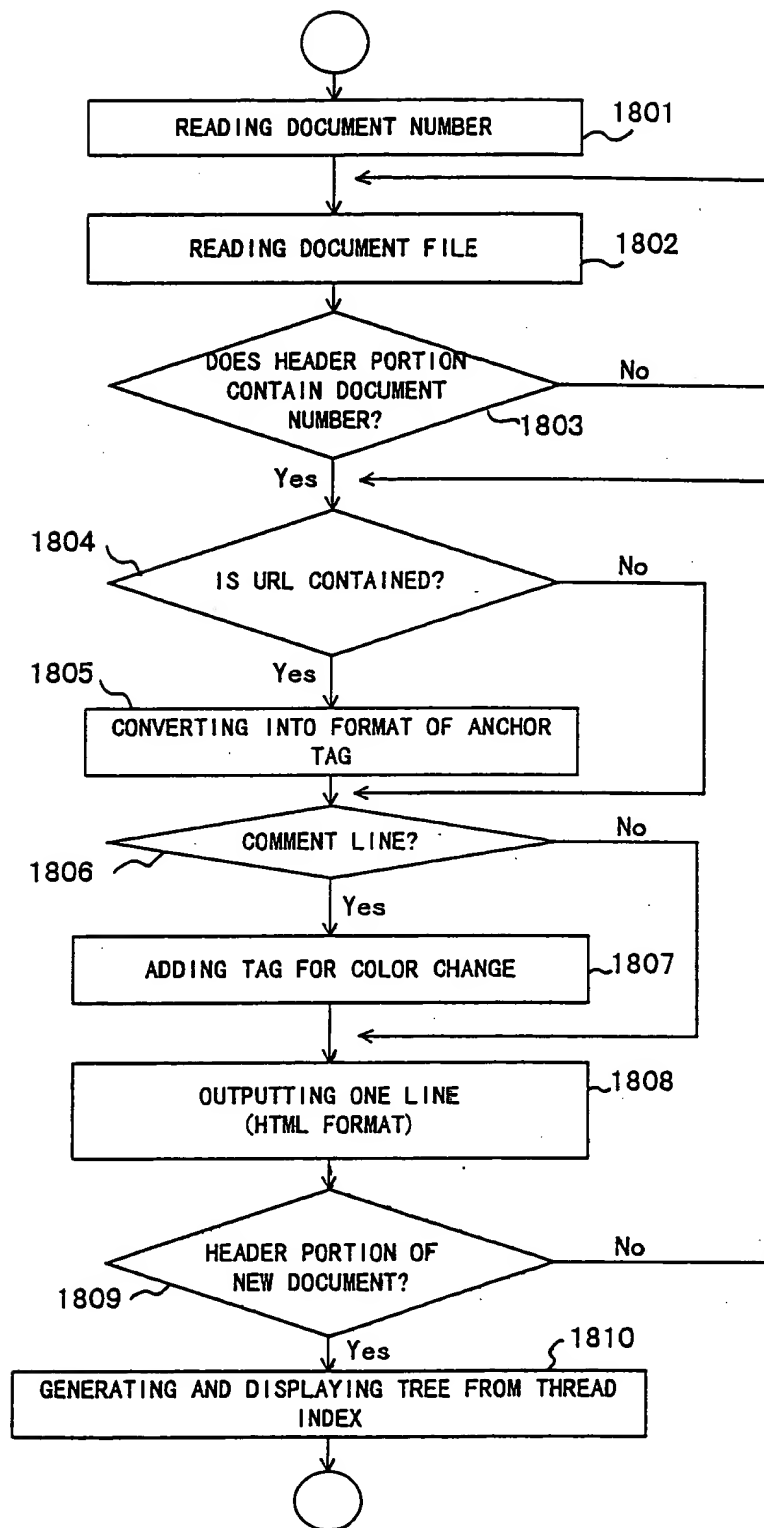 READING DOCUMENT NUMBER
1801
READING DOCUMENT FILE
1802
DOES HEADER PORTION
CONTAIN DOCUMENT
NUMBER?
No
1803
Yes
1804
IS URL CONTAINED?
No
Yes
1805
CONVERTING INTO FORMAT OF ANCHOR
TAG
COMMENT LINE?
No
1806
Yes
ADDING TAG FOR COLOR CHANGE
1807
OUTPUTTING ONE LINE
(HTML FORMAT)
1808
HEADER PORTION OF
NEW DOCUMENT?
No
1809
Yes
1810
GENERATING AND DISPLAYING TREE FROM THREAD
INDEX